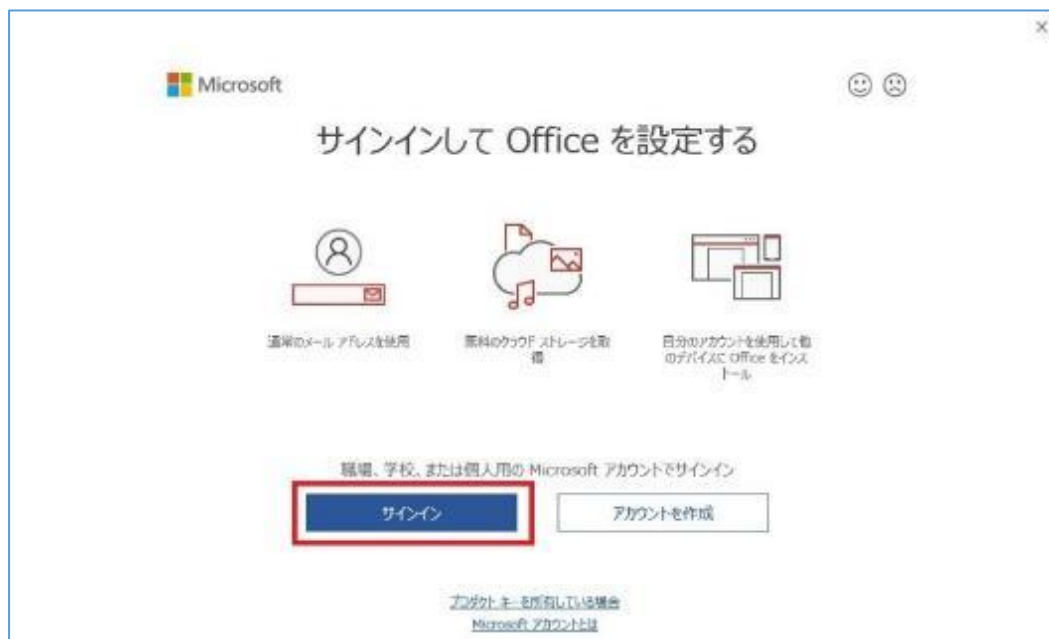 Microsoft
サインインして Office を設定する
通常のメール アドレスを使用
無料のクラウド ストレージを取
得
自分のアカウントを使用して他
のデバイスに Office をインス
トール
職場、学校、または個人用の Microsoft アカウントでサインイン
サインイン
アカウントを作成
プロダクト キーを所有している場合
Microsoft アカウントとは